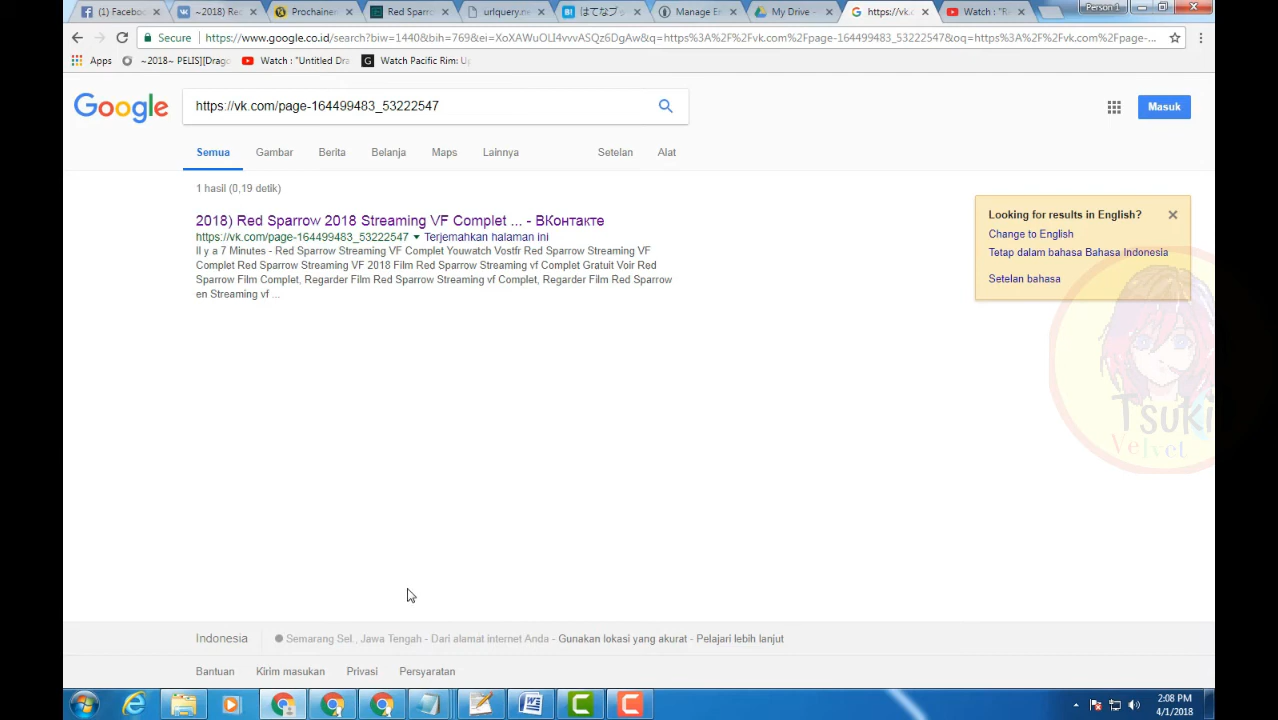 (1) Faceboo
~2018) Re
Prochaine
Red Sparro
urlquery.ne
はてなブッ
Manage E
My Drive -
https://vk.c
Watch : "R
Person 1
Secure
https://www.google.co.id/search?biw=1440&bih=769&ei=XoXAWuOLI4vvvASQz6DgAw&q=https%3A%2F%2Fvk.com%2Fpage-164499483_53222547&oq=https%3A%2F%2Fvk.com%2Fpage-...
Apps
~2018~ PELIS][Drago
Watch : "Untitled Dra
Watch Pacific Rim: Up
Google
https://vk.com/page-164499483_53222547
Masuk
Semua Gambar Berita Belanja Maps Lainnya Setelan Alat
1 hasil (0,19 detik)
2018) Red Sparrow 2018 Streaming VF Complet ... - ВКонтакте
https://vk.com/page-164499483_53222547 Terjemahkan halaman ini
Il y a 7 Minutes - Red Sparrow Streaming VF Complet Youwatch Vostfr Red Sparrow Streaming VF
Complet Red Sparrow Streaming VF 2018 Film Red Sparrow Streaming vf Complet Gratuit Voir Red
Sparrow Film Complet, Regarder Film Red Sparrow Streaming vf Complet, Regarder Film Red Sparrow
en Streaming vf ...
Looking for results in English?
Change to English
Tetap dalam bahasa Bahasa Indonesia
Setelan bahasa
Tsuki
Velvet
Indonesia
Semarang Sel., Jawa Tengah - Dari alamat internet Anda - Gunakan lokasi yang akurat - Pelajari lebih lanjut
Bantuan Kirim masukan Privasi Persyaratan
2:08 PM
4/1/2018